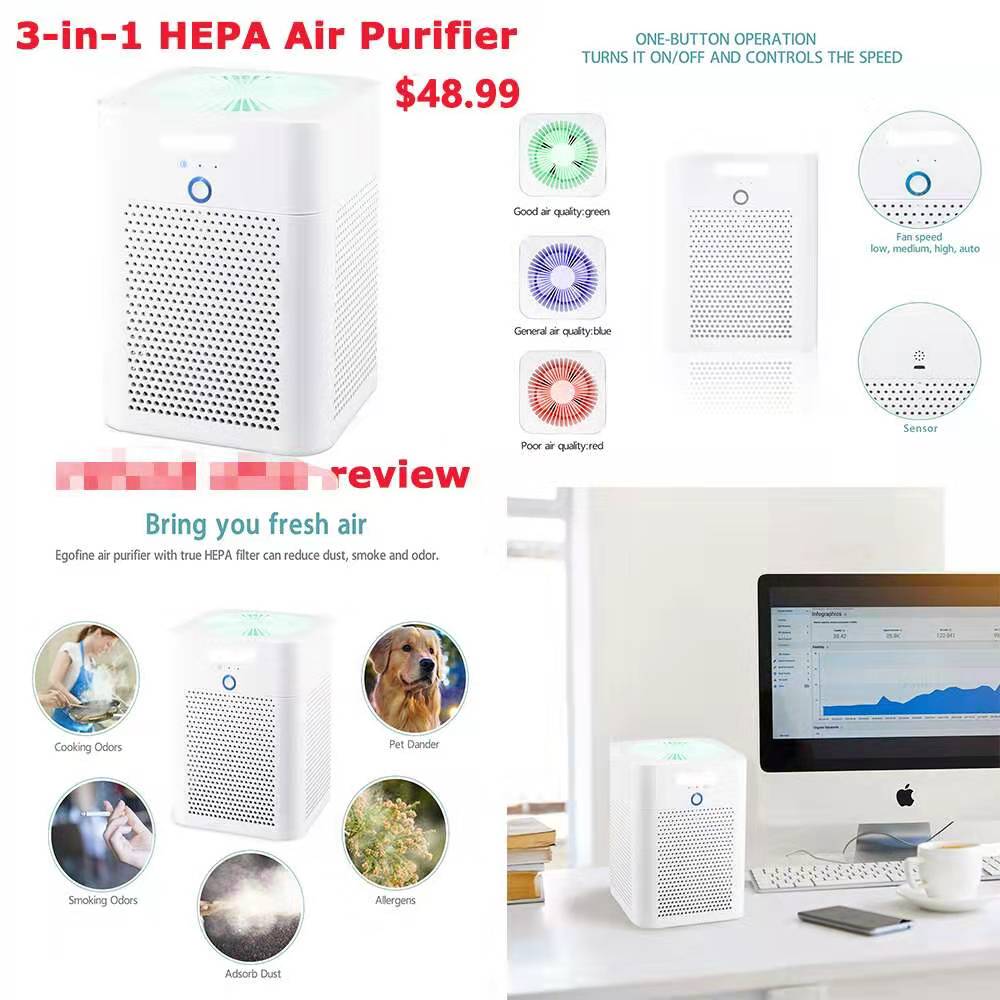 3-in-1 HEPA Air Purifier
$48.99
ONE-BUTTON OPERATION
TURNS IT ON/OFF AND CONTROLS THE SPEED
Good air quality:green
General air quality:blue
Poor air quality:red
Fan speed
low, medium, high, auto
Sensor
review
Bring you fresh air
Egofine air purifier with true HEPA filter can reduce dust, smoke and odor.
Cooking Odors
Pet Dander
Smoking Odors
Allergens
Adsorb Dust
Infographics